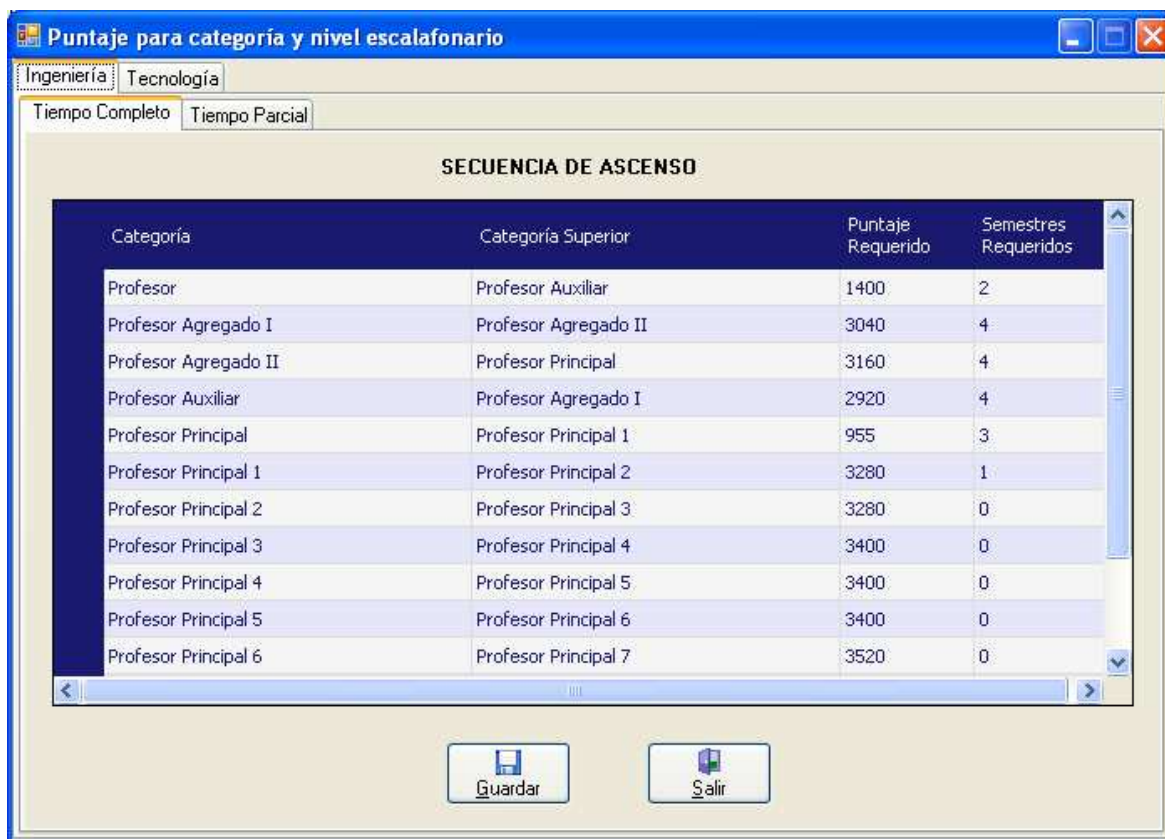 Puntaje para categoría y nivel escalafonario
Ingeniería Tecnología
Tiempo Completo Tiempo Parcial
SECUENCIA DE ASCENSO
Categoría Categoría Superior Puntaje Requerido Semestres Requeridos
Profesor Profesor Auxiliar 1400 2
Profesor Agregado I Profesor Agregado II 3040 4
Profesor Agregado II Profesor Principal 3160 4
Profesor Auxiliar Profesor Agregado I 2920 4
Profesor Principal Profesor Principal 1 955 3
Profesor Principal 1 Profesor Principal 2 3280 1
Profesor Principal 2 Profesor Principal 3 3280 0
Profesor Principal 3 Profesor Principal 4 3400 0
Profesor Principal 4 Profesor Principal 5 3400 0
Profesor Principal 5 Profesor Principal 6 3400 0
Profesor Principal 6 Profesor Principal 7 3520 0
Guardar Salir